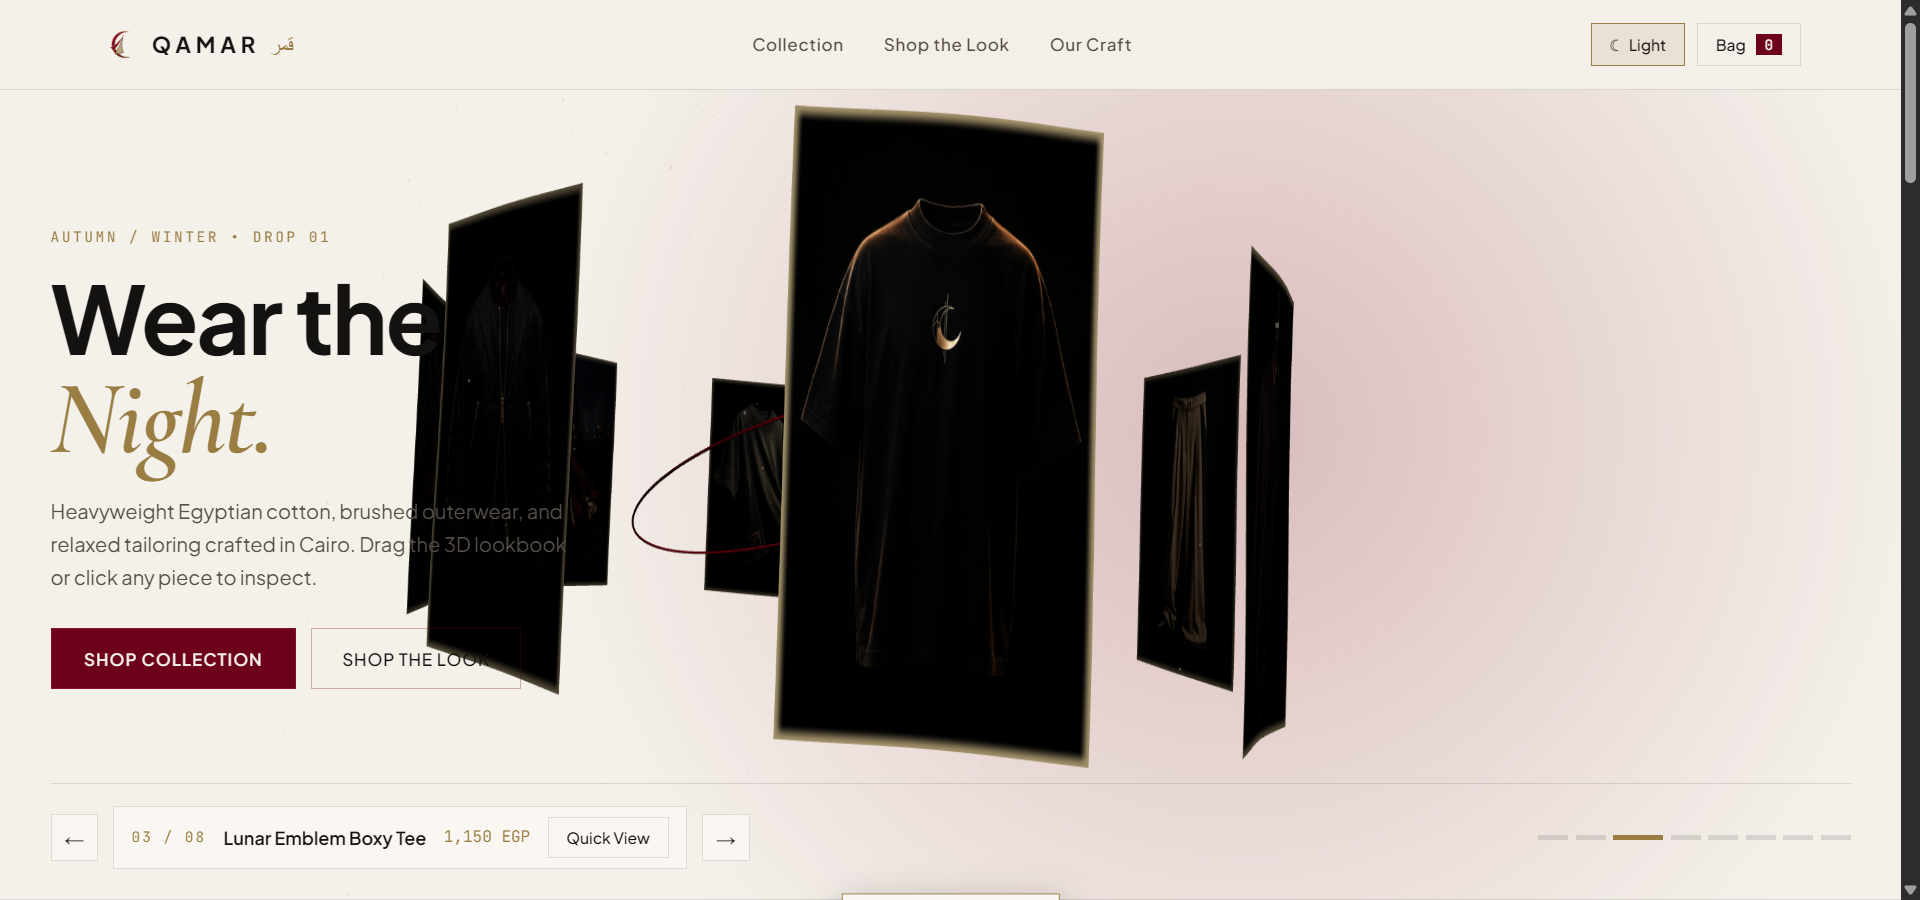 QAMAR قمر
Collection
Shop the Look
Our Craft
☾ Light
Bag 0
AUTUMN / WINTER • DROP 01
Wear the
Night.
Heavyweight Egyptian cotton, brushed outerwear, and
relaxed tailoring crafted in Cairo. Drag the 3D lookbook
or click any piece to inspect.
SHOP COLLECTION
SHOP THE LOOK
← 03 / 08 Lunar Emblem Boxy Tee 1,150 EGP Quick View →